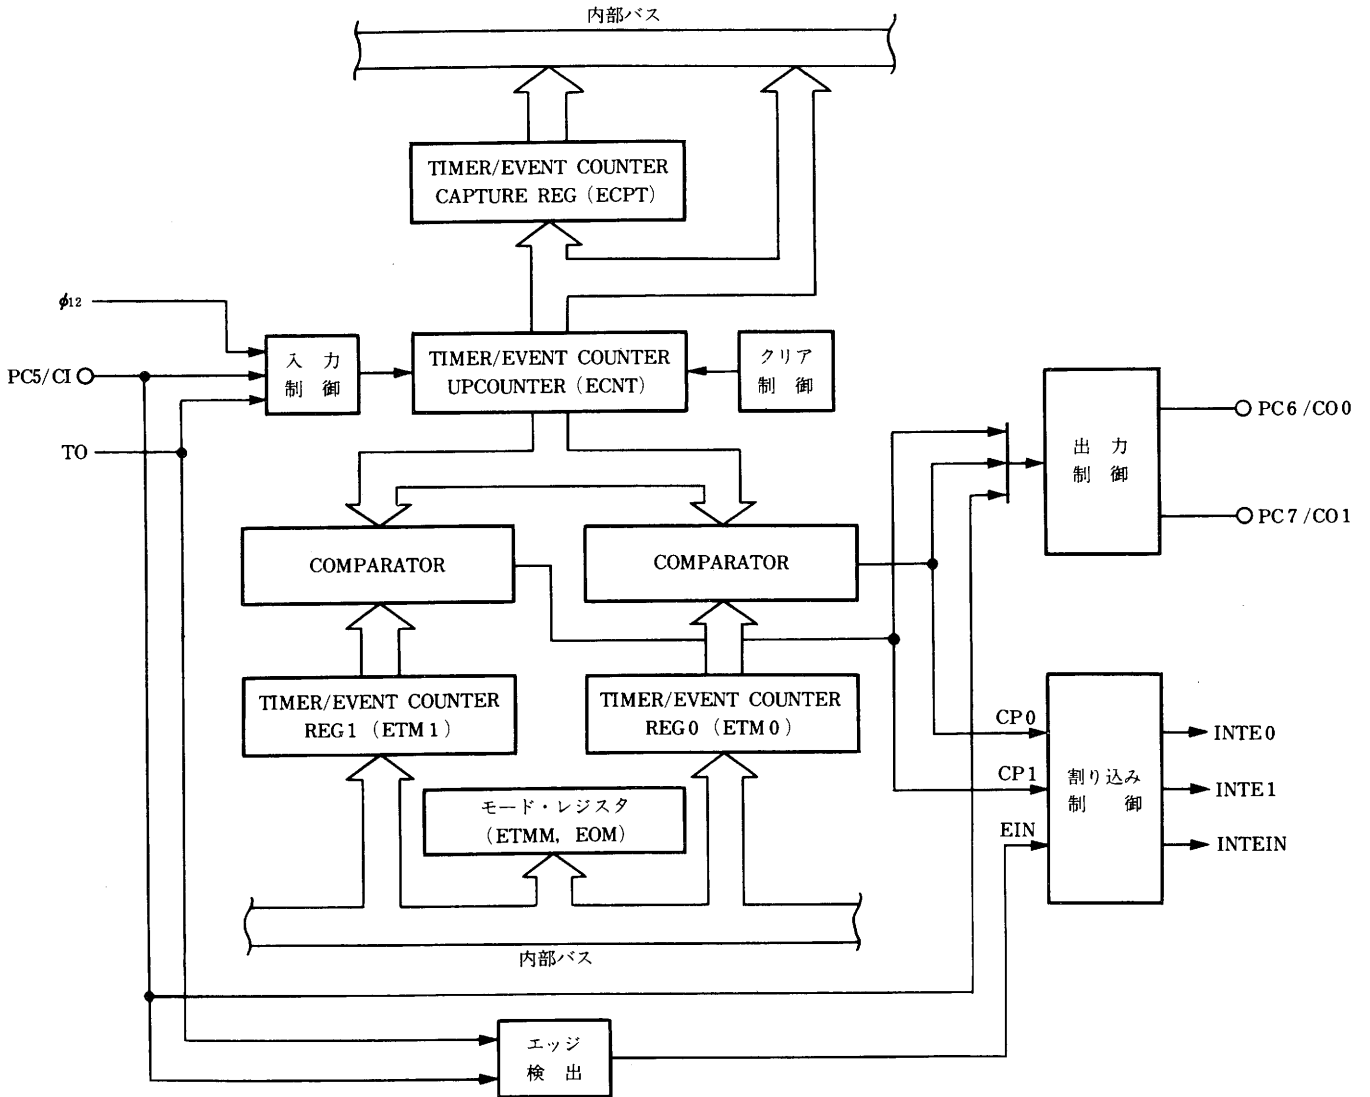 内部バス
TIMER/EVENT COUNTER
CAPTURE REG (ECPT)
ϕ12
PC5/CI
TO
入力
制御
TIMER/EVENT COUNTER
UPCOUNTER (ECNT)
クリア
制御
出力
制御
PC6/CO0
PC7/CO1
COMPARATOR
COMPARATOR
TIMER/EVENT COUNTER
REG1 (ETM1)
TIMER/EVENT COUNTER
REG0 (ETM0)
モード・レジスタ
(ETMM, EOM)
CP0
CP1
EIN
割り込み
制御
INTE0
INTE1
INTEIN
内部バス
エッジ
検出